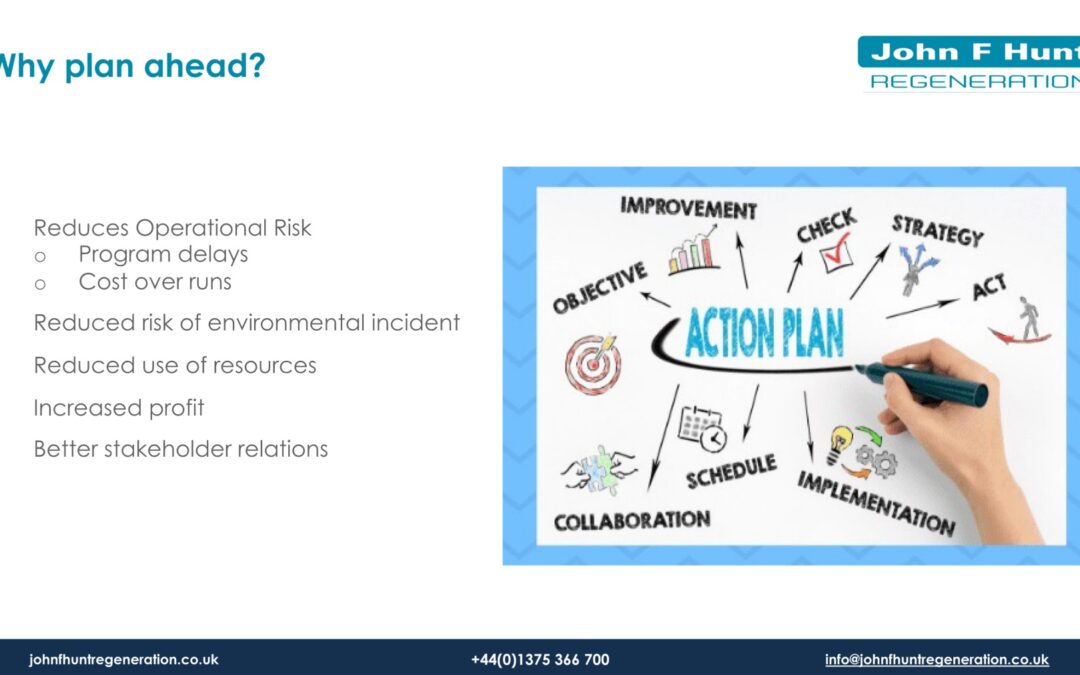 Why plan ahead?
John F Hunt
REGENERATION
Reduces Operational Risk
o Program delays
o Cost over runs
Reduced risk of environmental incident
Reduced use of resources
Increased profit
Better stakeholder relations
IMPROVEMENT
CHECK
STRATEGY
OBJECTIVE
ACT
ACTION PLAN
SCHEDULE
COLLABORATION
IMPLEMENTATION
johnfhuntregeneration.co.uk
+44(0)1375 366 700
info@johnfhuntregeneration.co.uk